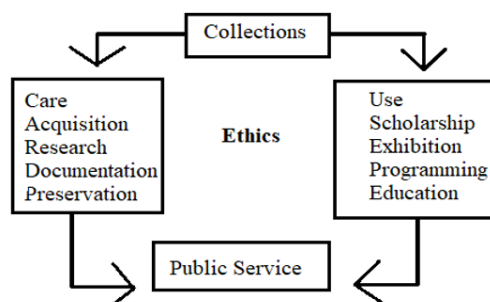 Collections
Care
Acquisition
Research
Documentation
Preservation
Ethics
Use
Scholarship
Exhibition
Programming
Education
Public Service